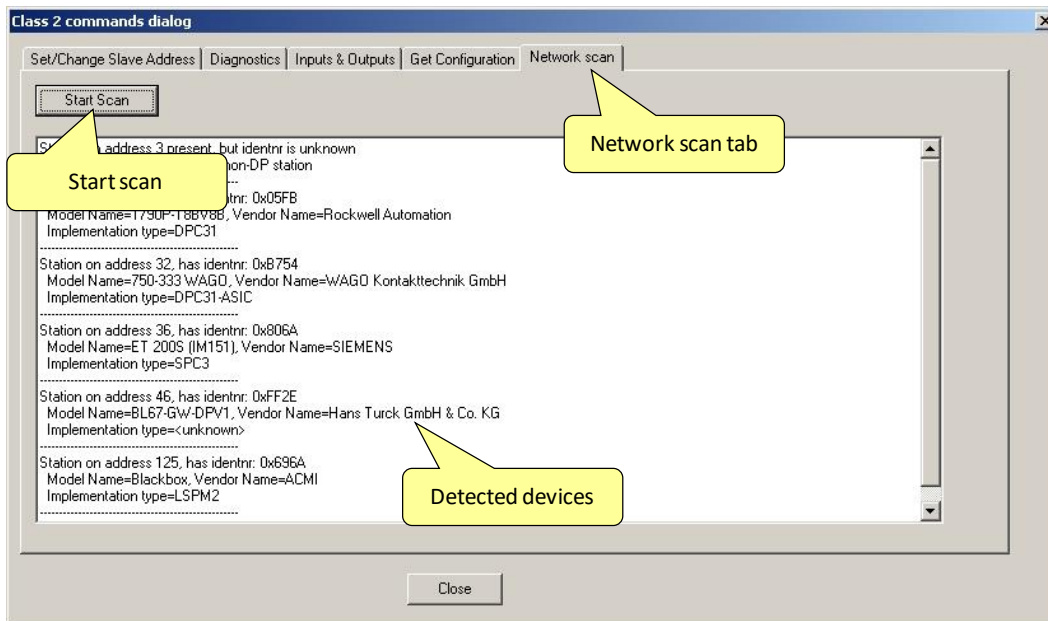 Class 2 commands dialog
Set/Change Slave Address Diagnostics Inputs & Outputs Get Configuration Network scan
Start Scan
Network scan tab
address 3 present, but identnr is unknown
non-DP station
Start scan
0x05FB
Model Name=1790P-T8BV8B, Vendor Name=Rockwell Automation
Implementation type=DPC31
Station on address 32, has identnr: 0xB754
Model Name=750-333 WAGO, Vendor Name=WAGO Kontakttechnik GmbH
Implementation type=DPC31-ASIC
Station on address 36, has identnr: 0x806A
Model Name=ET 200S (IM151), Vendor Name=SIEMENS
Implementation type=SPC3
Station on address 46, has identnr: 0xFF2E
Model Name=BL67-GW-DPV1, Vendor Name=Hans Turck GmbH & Co. KG
Implementation type=<unknown>
Station on address 125, has identnr: 0x696A
Model Name=Blackbox, Vendor Name=ACMI
Implementation type=LSPM2
Detected devices
Close